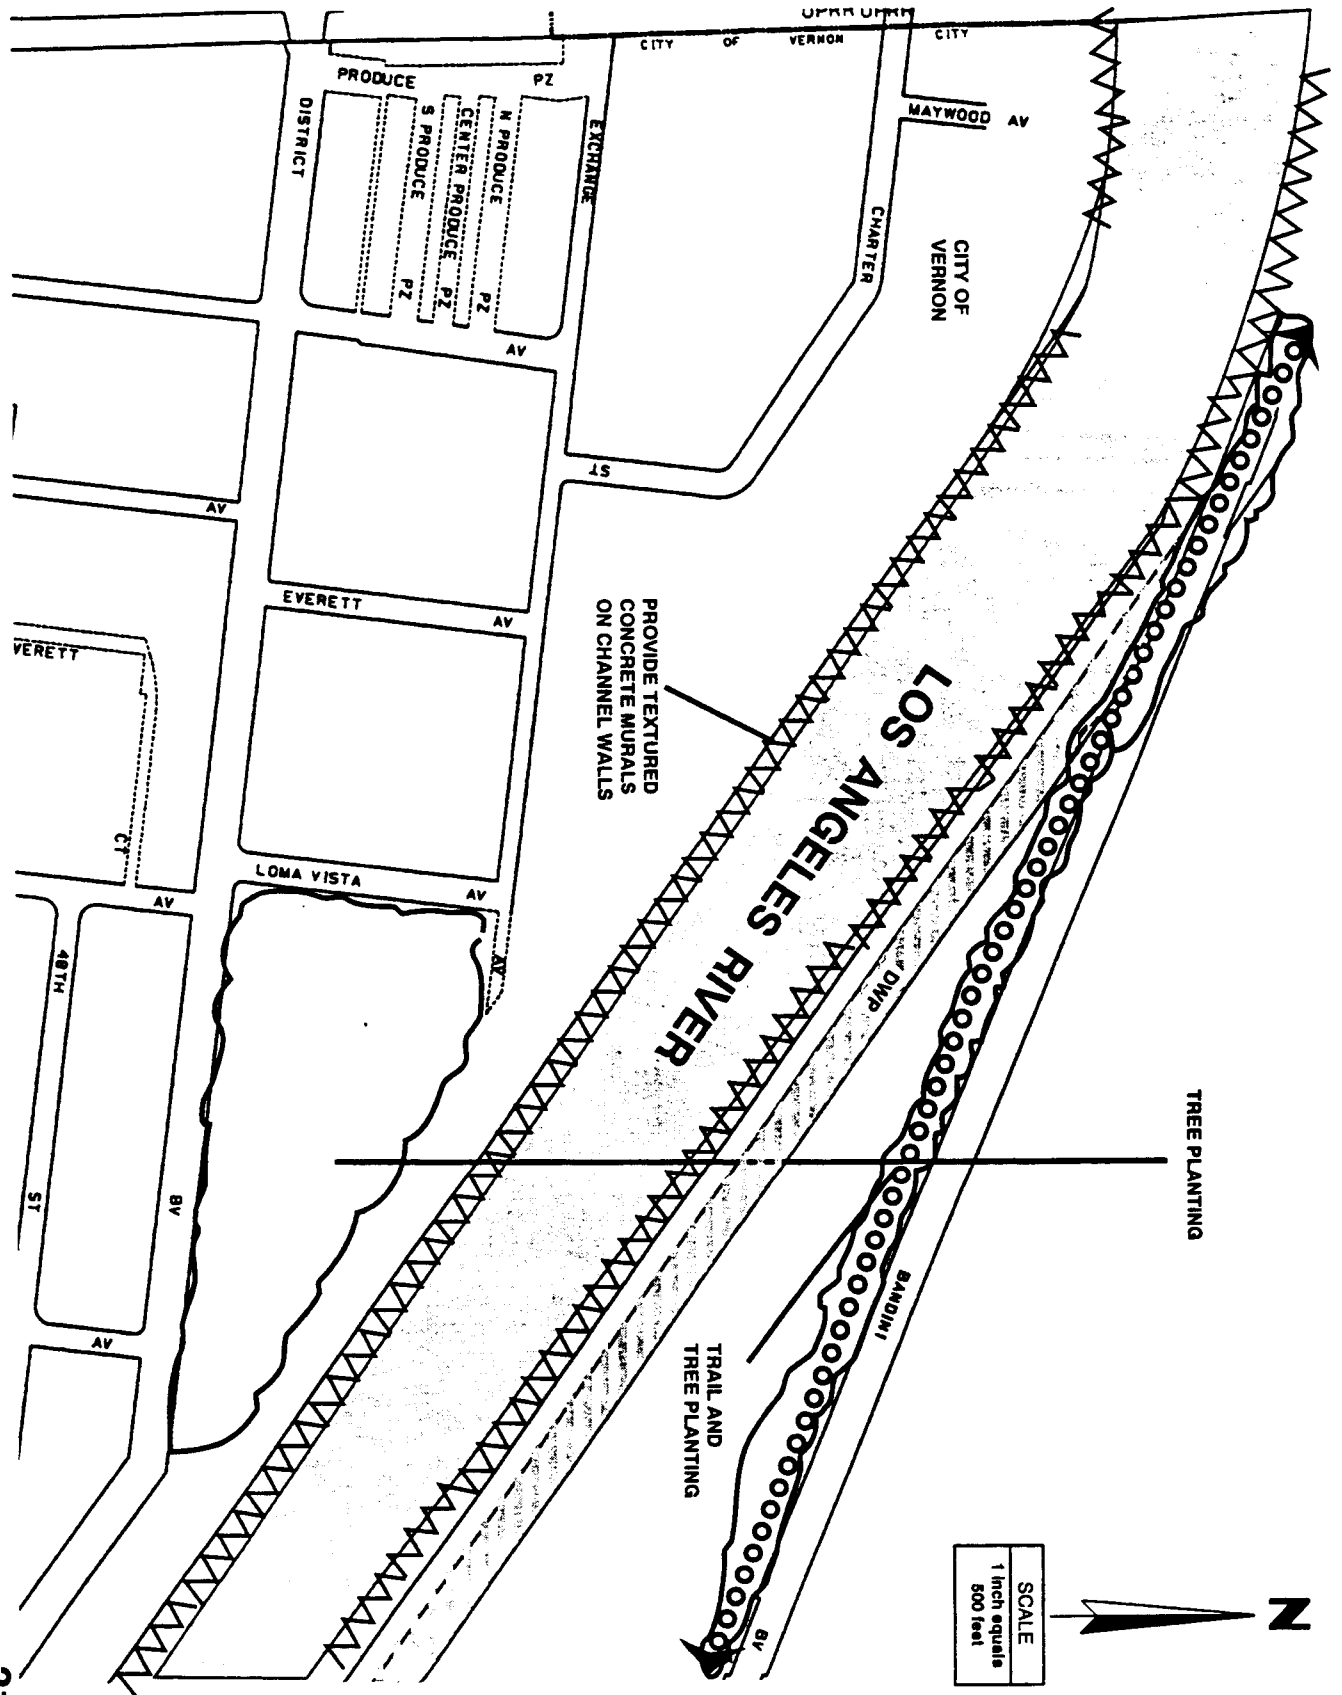 UPRR UPRR
CITY OF VERNON CITY
PRODUCE PZ
DISTRICT
S PRODUCE PZ
CENTER PRODUCE PZ
N PRODUCE PZ
EXCHANGE
AV
MAYWOOD AV
CHARTER
ST
CITY OF
VERNON
AV
EVERETT AV
VERETT
CT
PROVIDE TEXTURED
CONCRETE MURALS
ON CHANNEL WALLS
LOS ANGELES RIVER
DWP
LOMA VISTA AV
AV
AV
48TH
ST
BV
AV
TREE PLANTING
BANDINI
BV
TRAIL AND
TREE PLANTING
SCALE
1 inch equals
500 feet
N